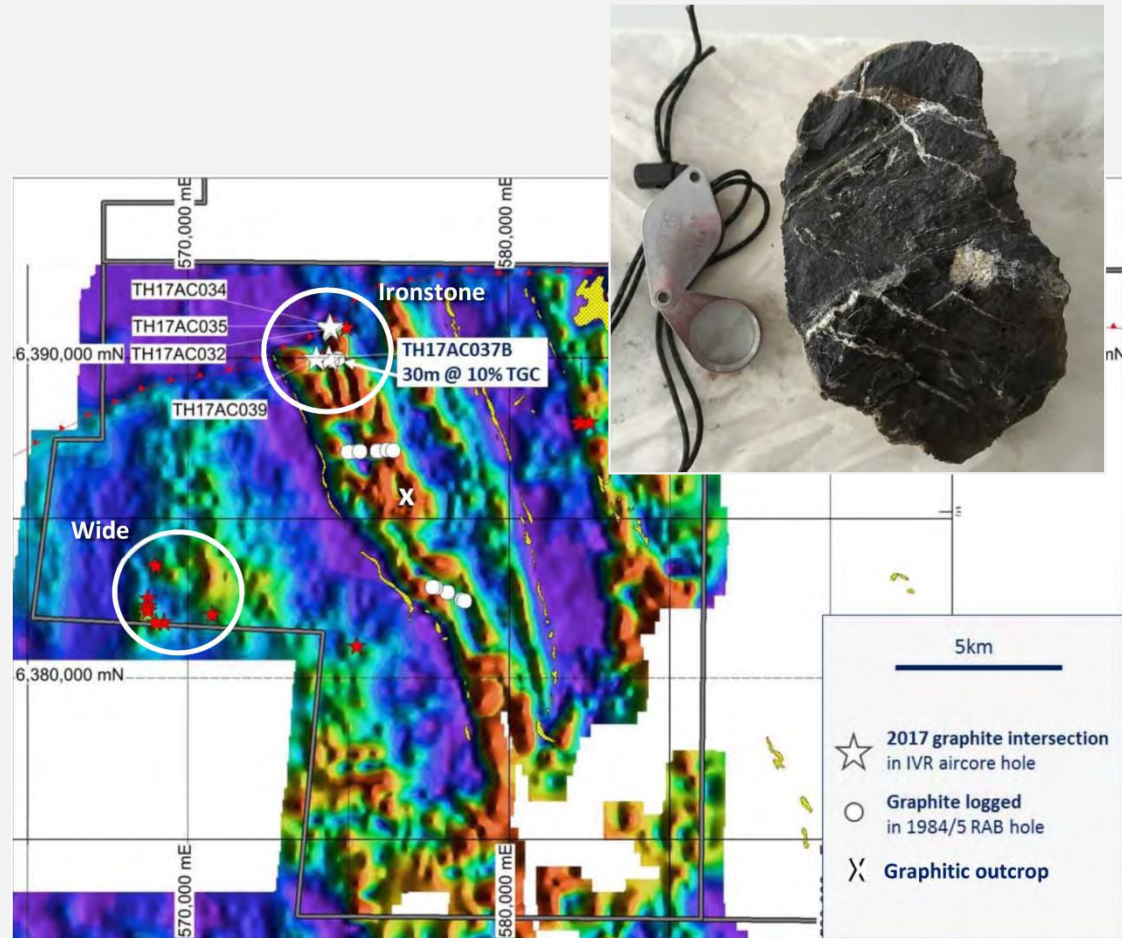 570,000 mE
580,000 mE
TH17AC034
Ironstone
TH17AC035
6,390,000 mN
TH17AC032
TH17AC037B
30m @ 10% TGC
mN
TH17AC039
X
Wide
6,380,000 mN
5km
2017 graphite intersection
in IVR aircore hole
Graphite logged
in 1984/5 RAB hole
X Graphitic outcrop
570,000 mE
580,000 mE